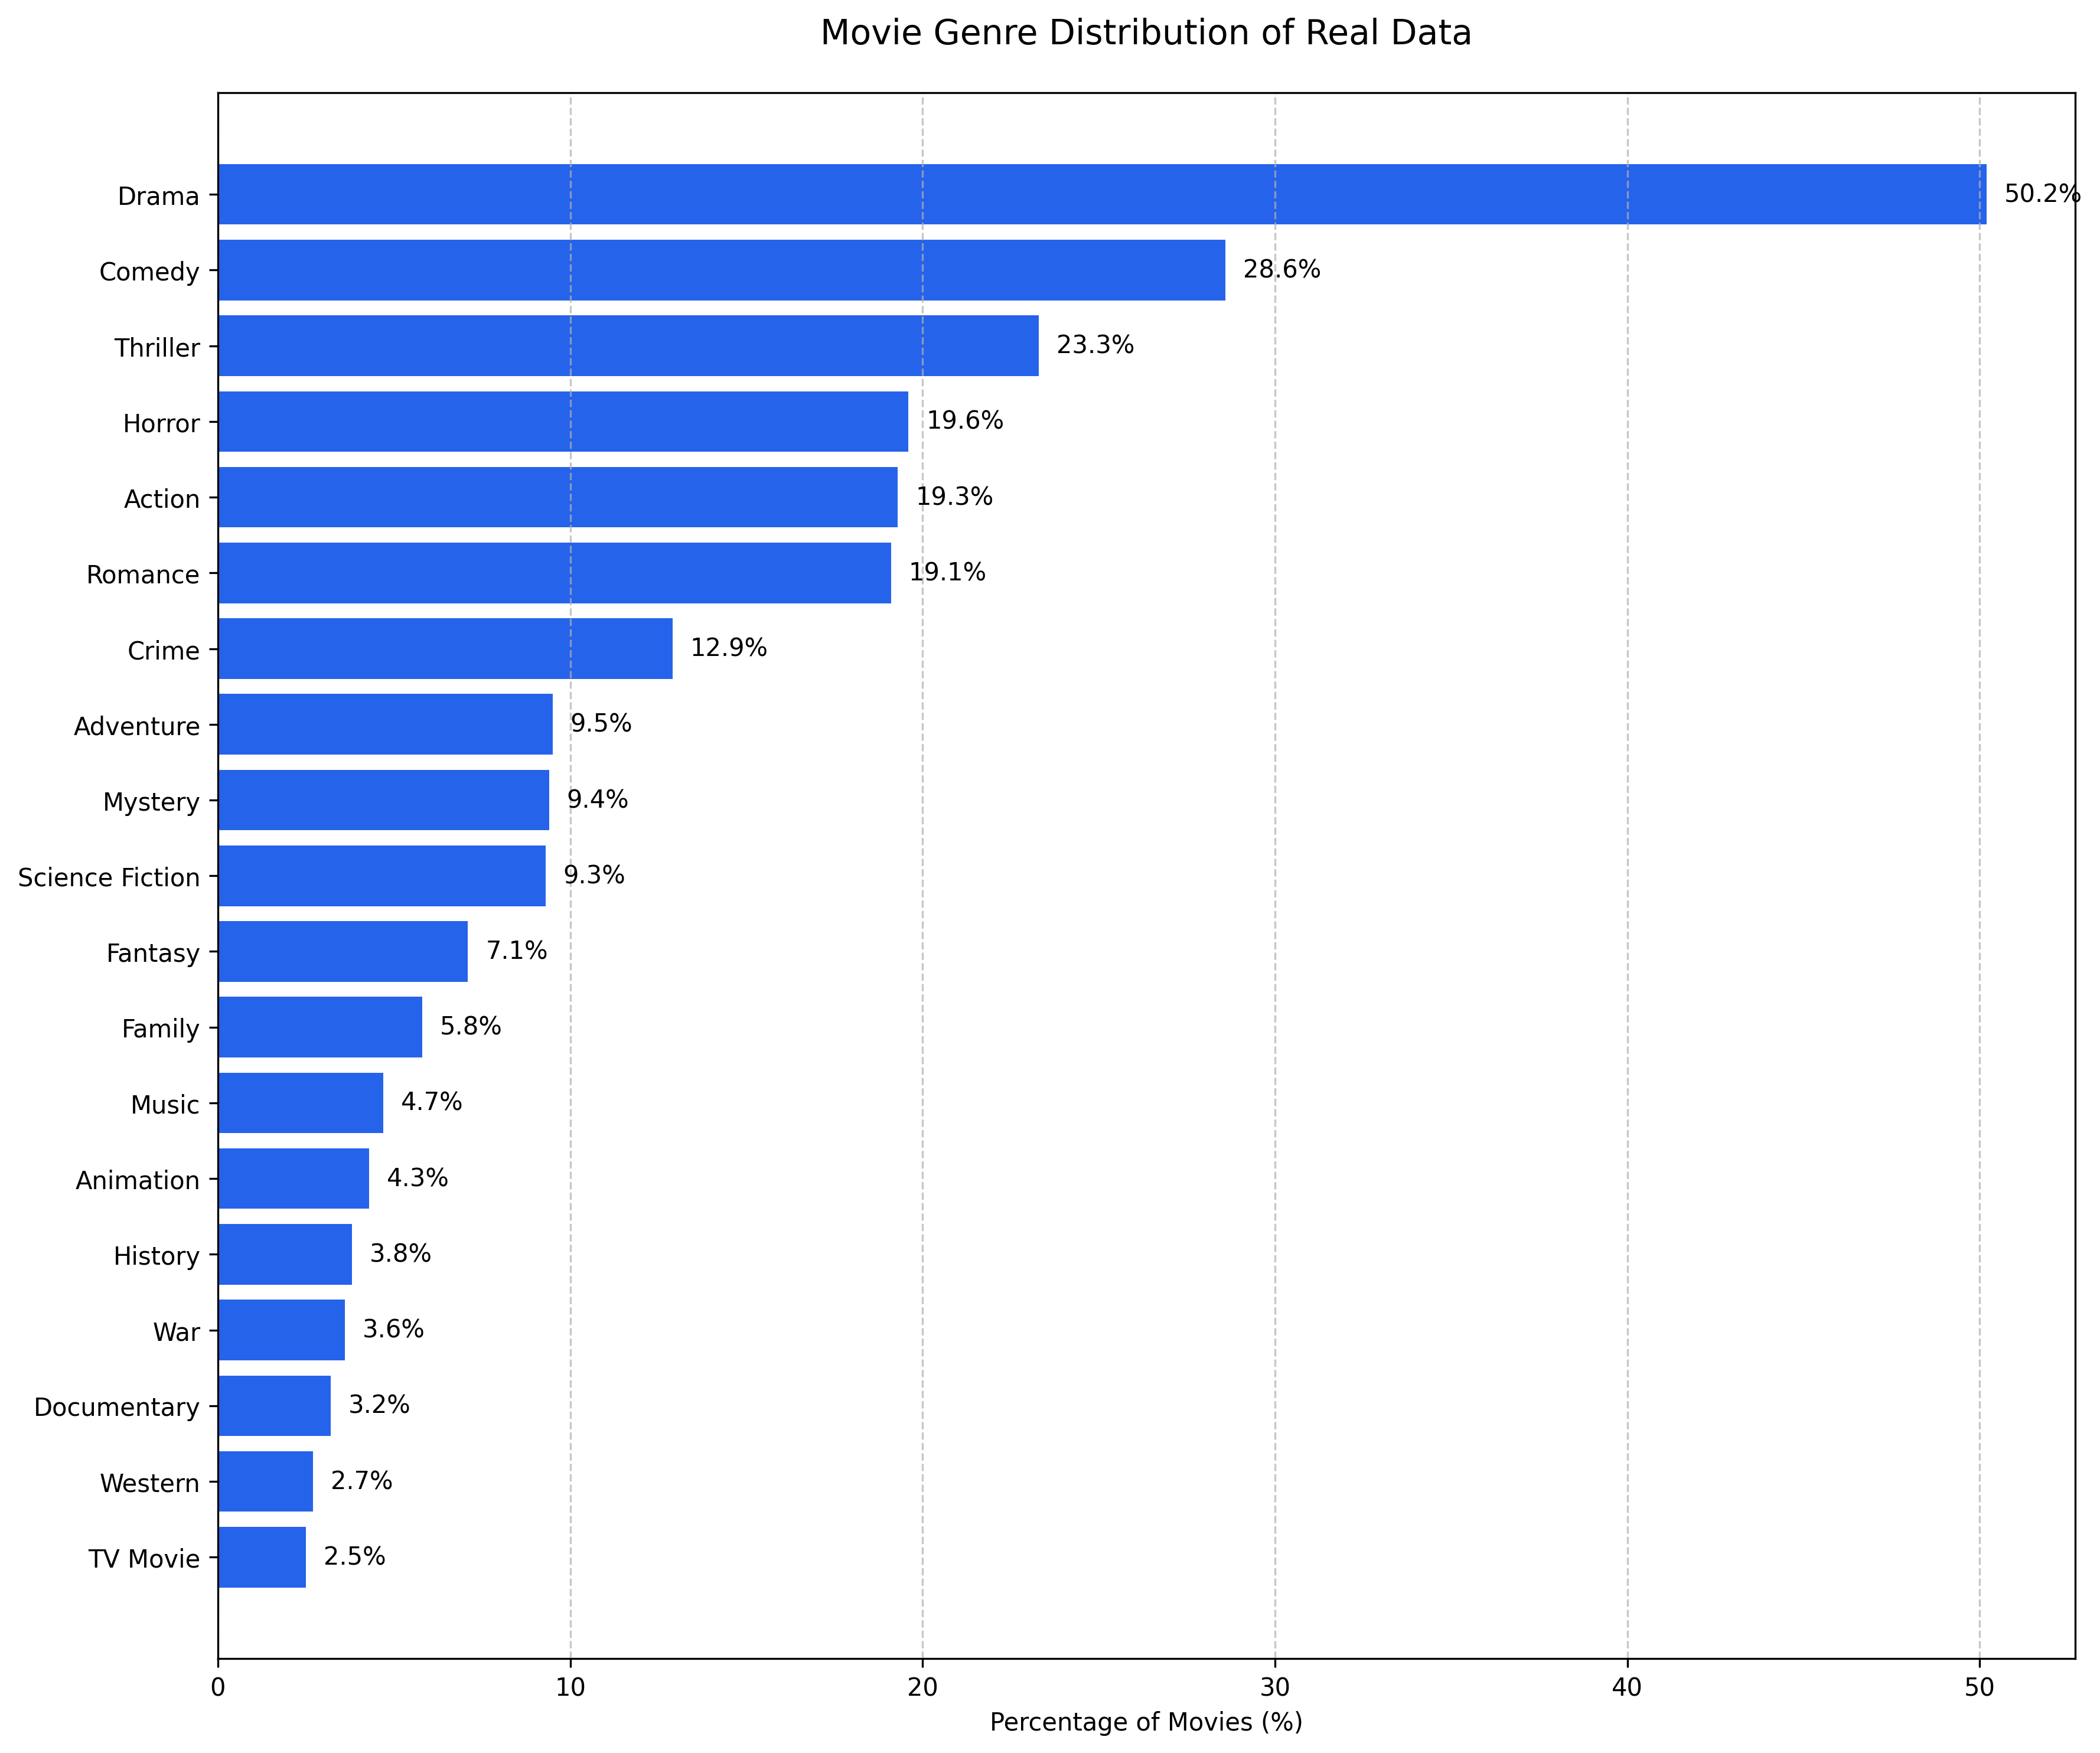 Movie Genre Distribution of Real Data
Drama 50.2%
Comedy 28.6%
Thriller 23.3%
Horror 19.6%
Action 19.3%
Romance 19.1%
Crime 12.9%
Adventure 9.5%
Mystery 9.4%
Science Fiction 9.3%
Fantasy 7.1%
Family 5.8%
Music 4.7%
Animation 4.3%
History 3.8%
War 3.6%
Documentary 3.2%
Western 2.7%
TV Movie 2.5%
0 10 20 30 40 50
Percentage of Movies (%)